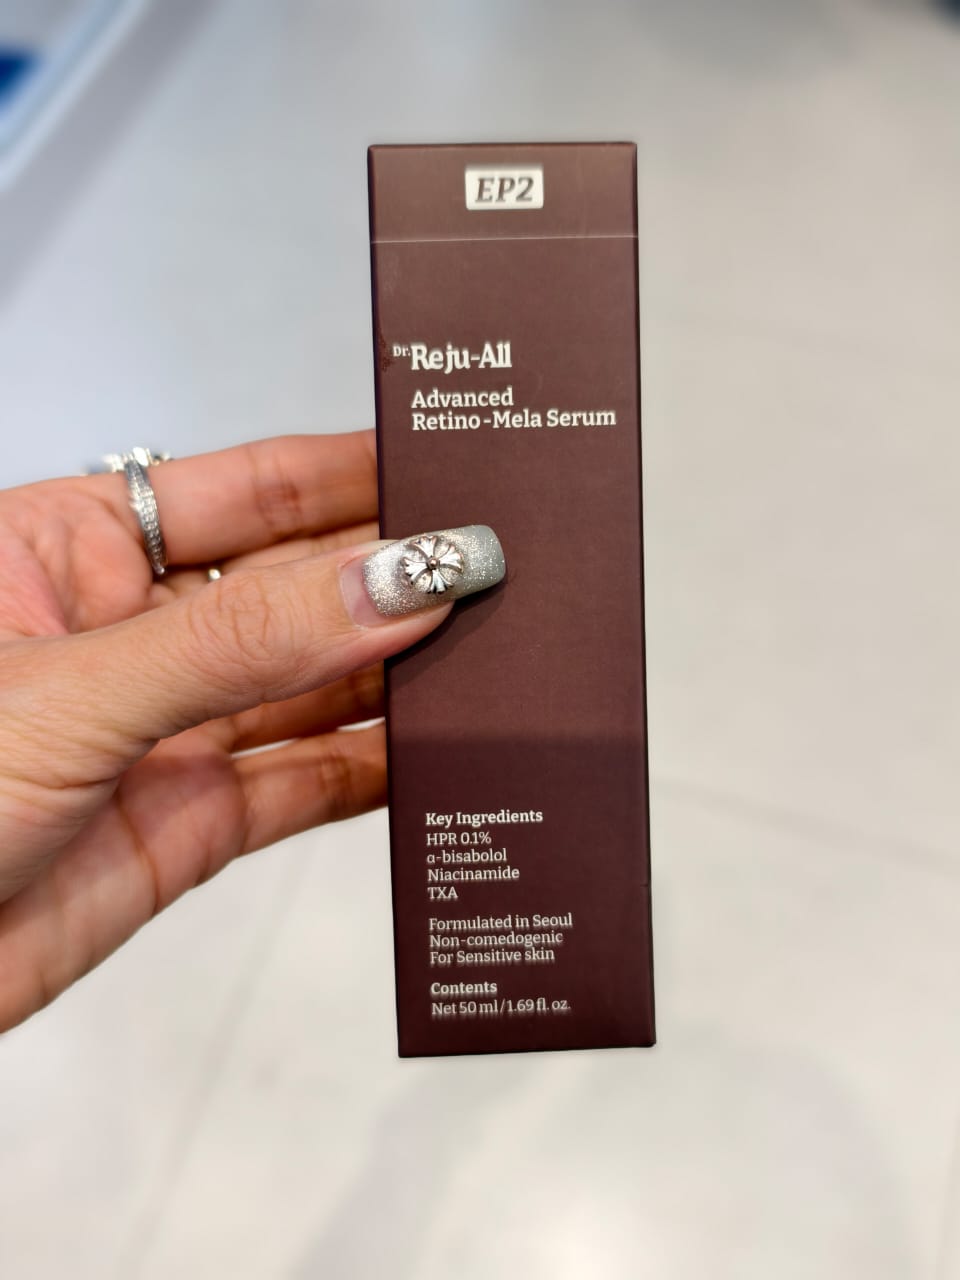 EP2
Dr.Reju-All
Advanced
Retino-Mela Serum
Key Ingredients
HPR 0.1%
α-bisabolol
Niacinamide
TXA
Formulated in Seoul
Non-comedogenic
For Sensitive skin
Contents
Net 50 ml/1.69 fl. oz.